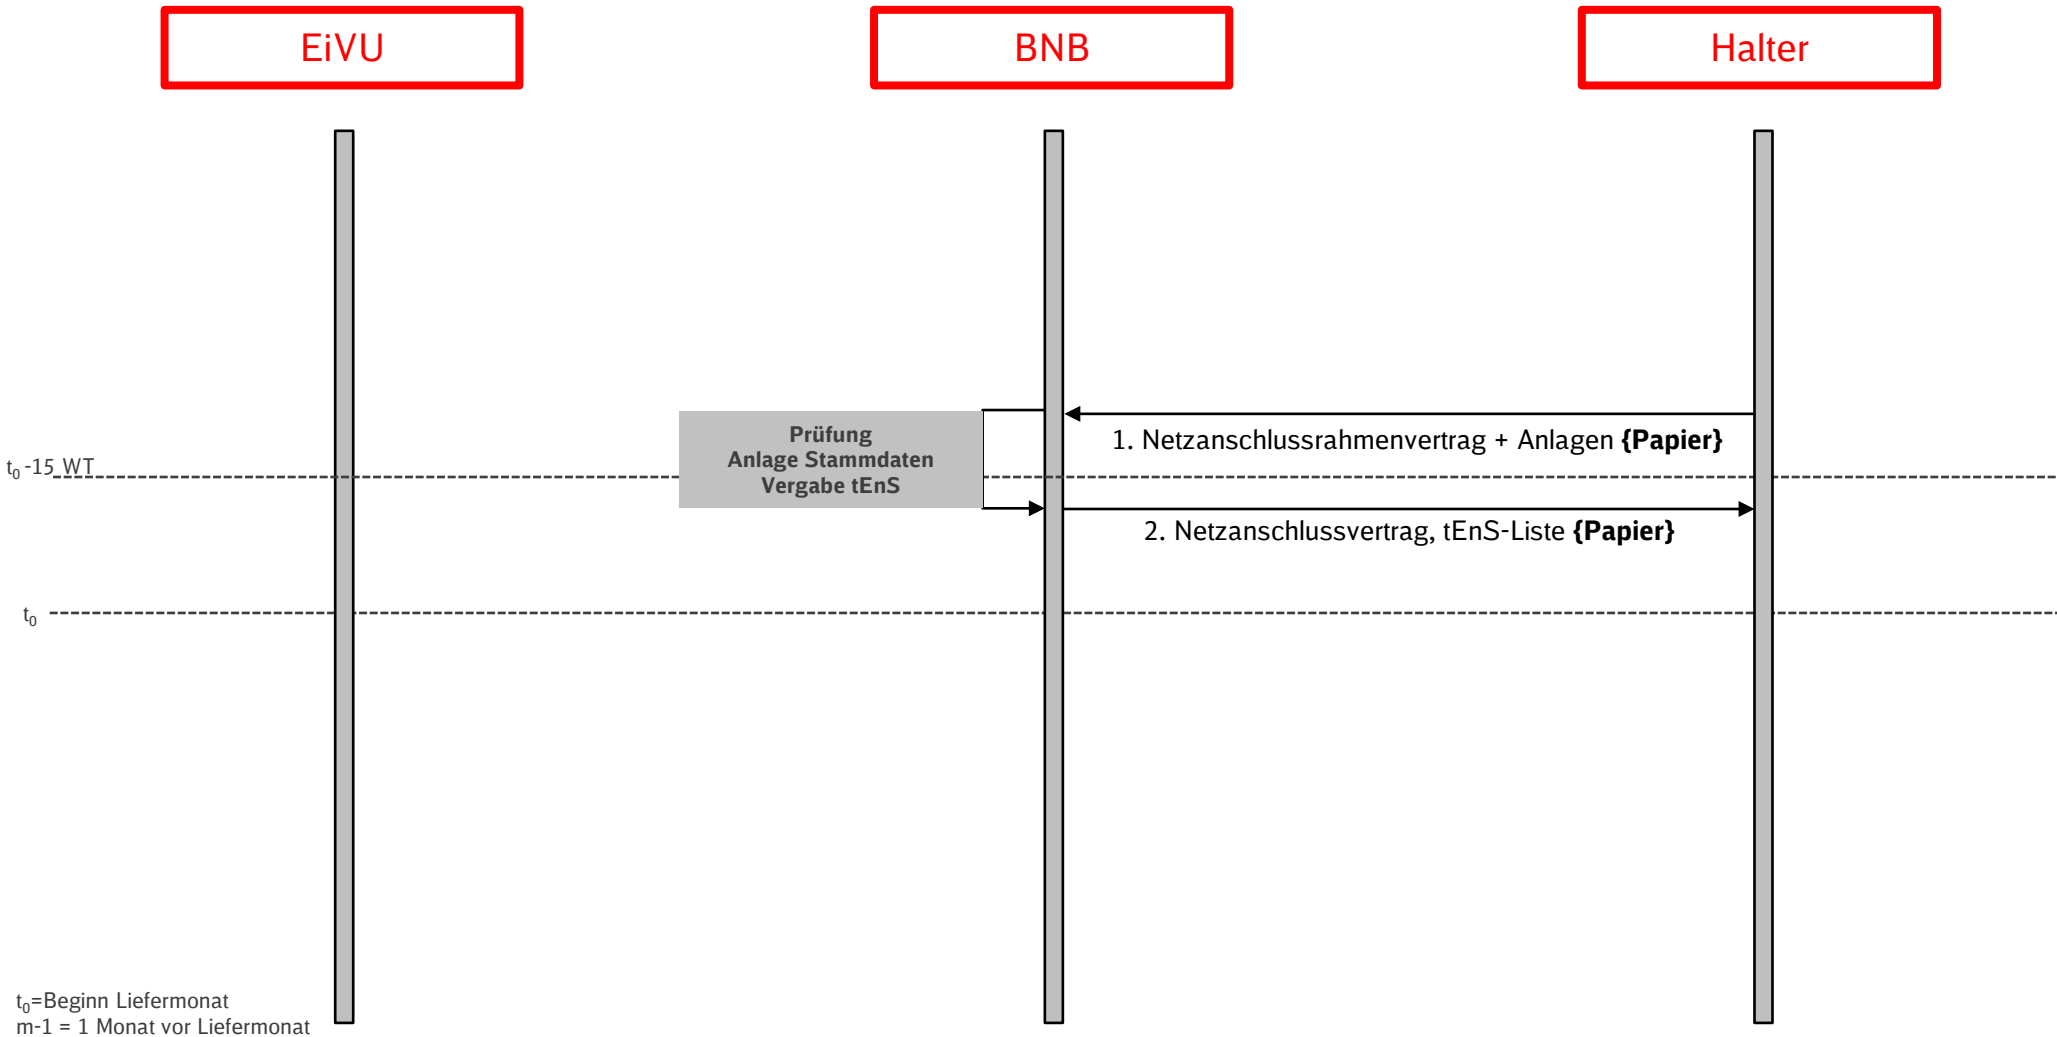 EiVU
BNB
Halter
Prüfung
Anlage Stammdaten
Vergabe tEnS
1. Netzanschlussrahmenvertrag + Anlagen {Papier}
t₀ -15 WT
2. Netzanschlussvertrag, tEnS-Liste {Papier}
t₀
t₀=Beginn Liefermonat
m-1 = 1 Monat vor Liefermonat